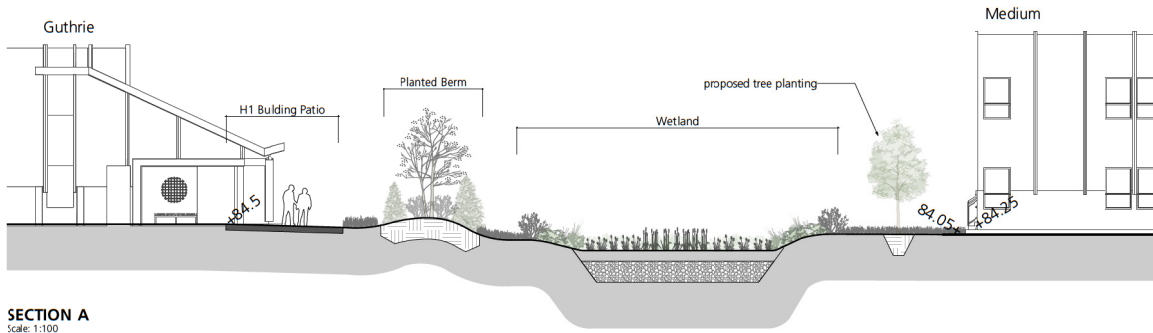 Guthrie
Medium
Planted Berm
proposed tree planting
H1 Bulding Patio
Wetland
+84.5
84.05+
+84.25
SECTION A
Scale: 1:100